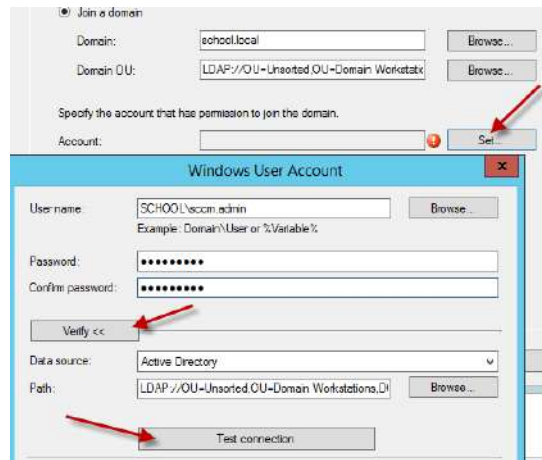 Join a domain
Domain: school.local Browse...
Domain OU: LDAP://OU=Unsorted,OU=Domain Workstatic Browse...
Specify the account that has permission to join the domain.
Account: Set...
Windows User Account x
User name: SCHOOL\sccm.admin Browse...
Example: Domain\User or %Variable%
Password: •••••••••
Confirm password: •••••••••
Verify <<
Data source: Active Directory
Path: LDAP://OU=Unsorted,OU=Domain Workstations,D( Browse...
Test connection